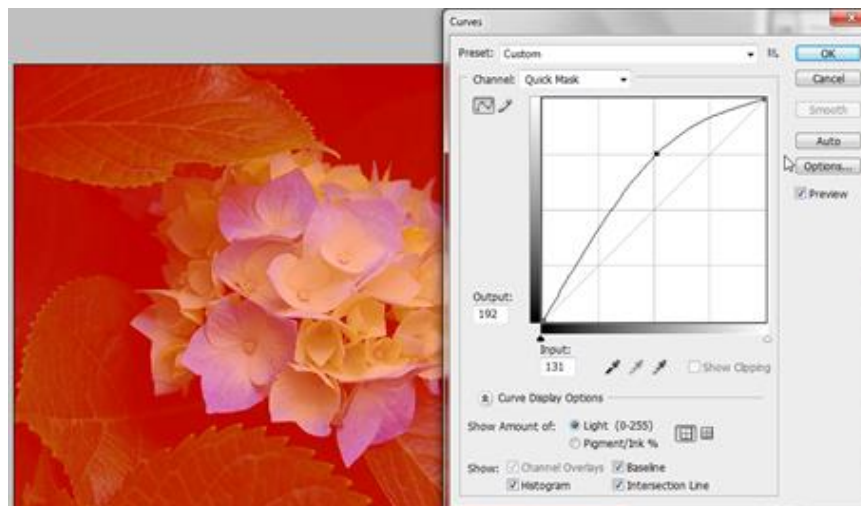 Curves
Preset: Custom
OK
Channel: Quick Mask
Cancel
Smooth
Auto
Options...
Preview
Output:
192
Input:
131
Show Clipping
Curve Display Options
Show Amount of: Light (0-255)
Pigment/Ink %
Show: Channel Overlays Baseline
Histogram Intersection Line